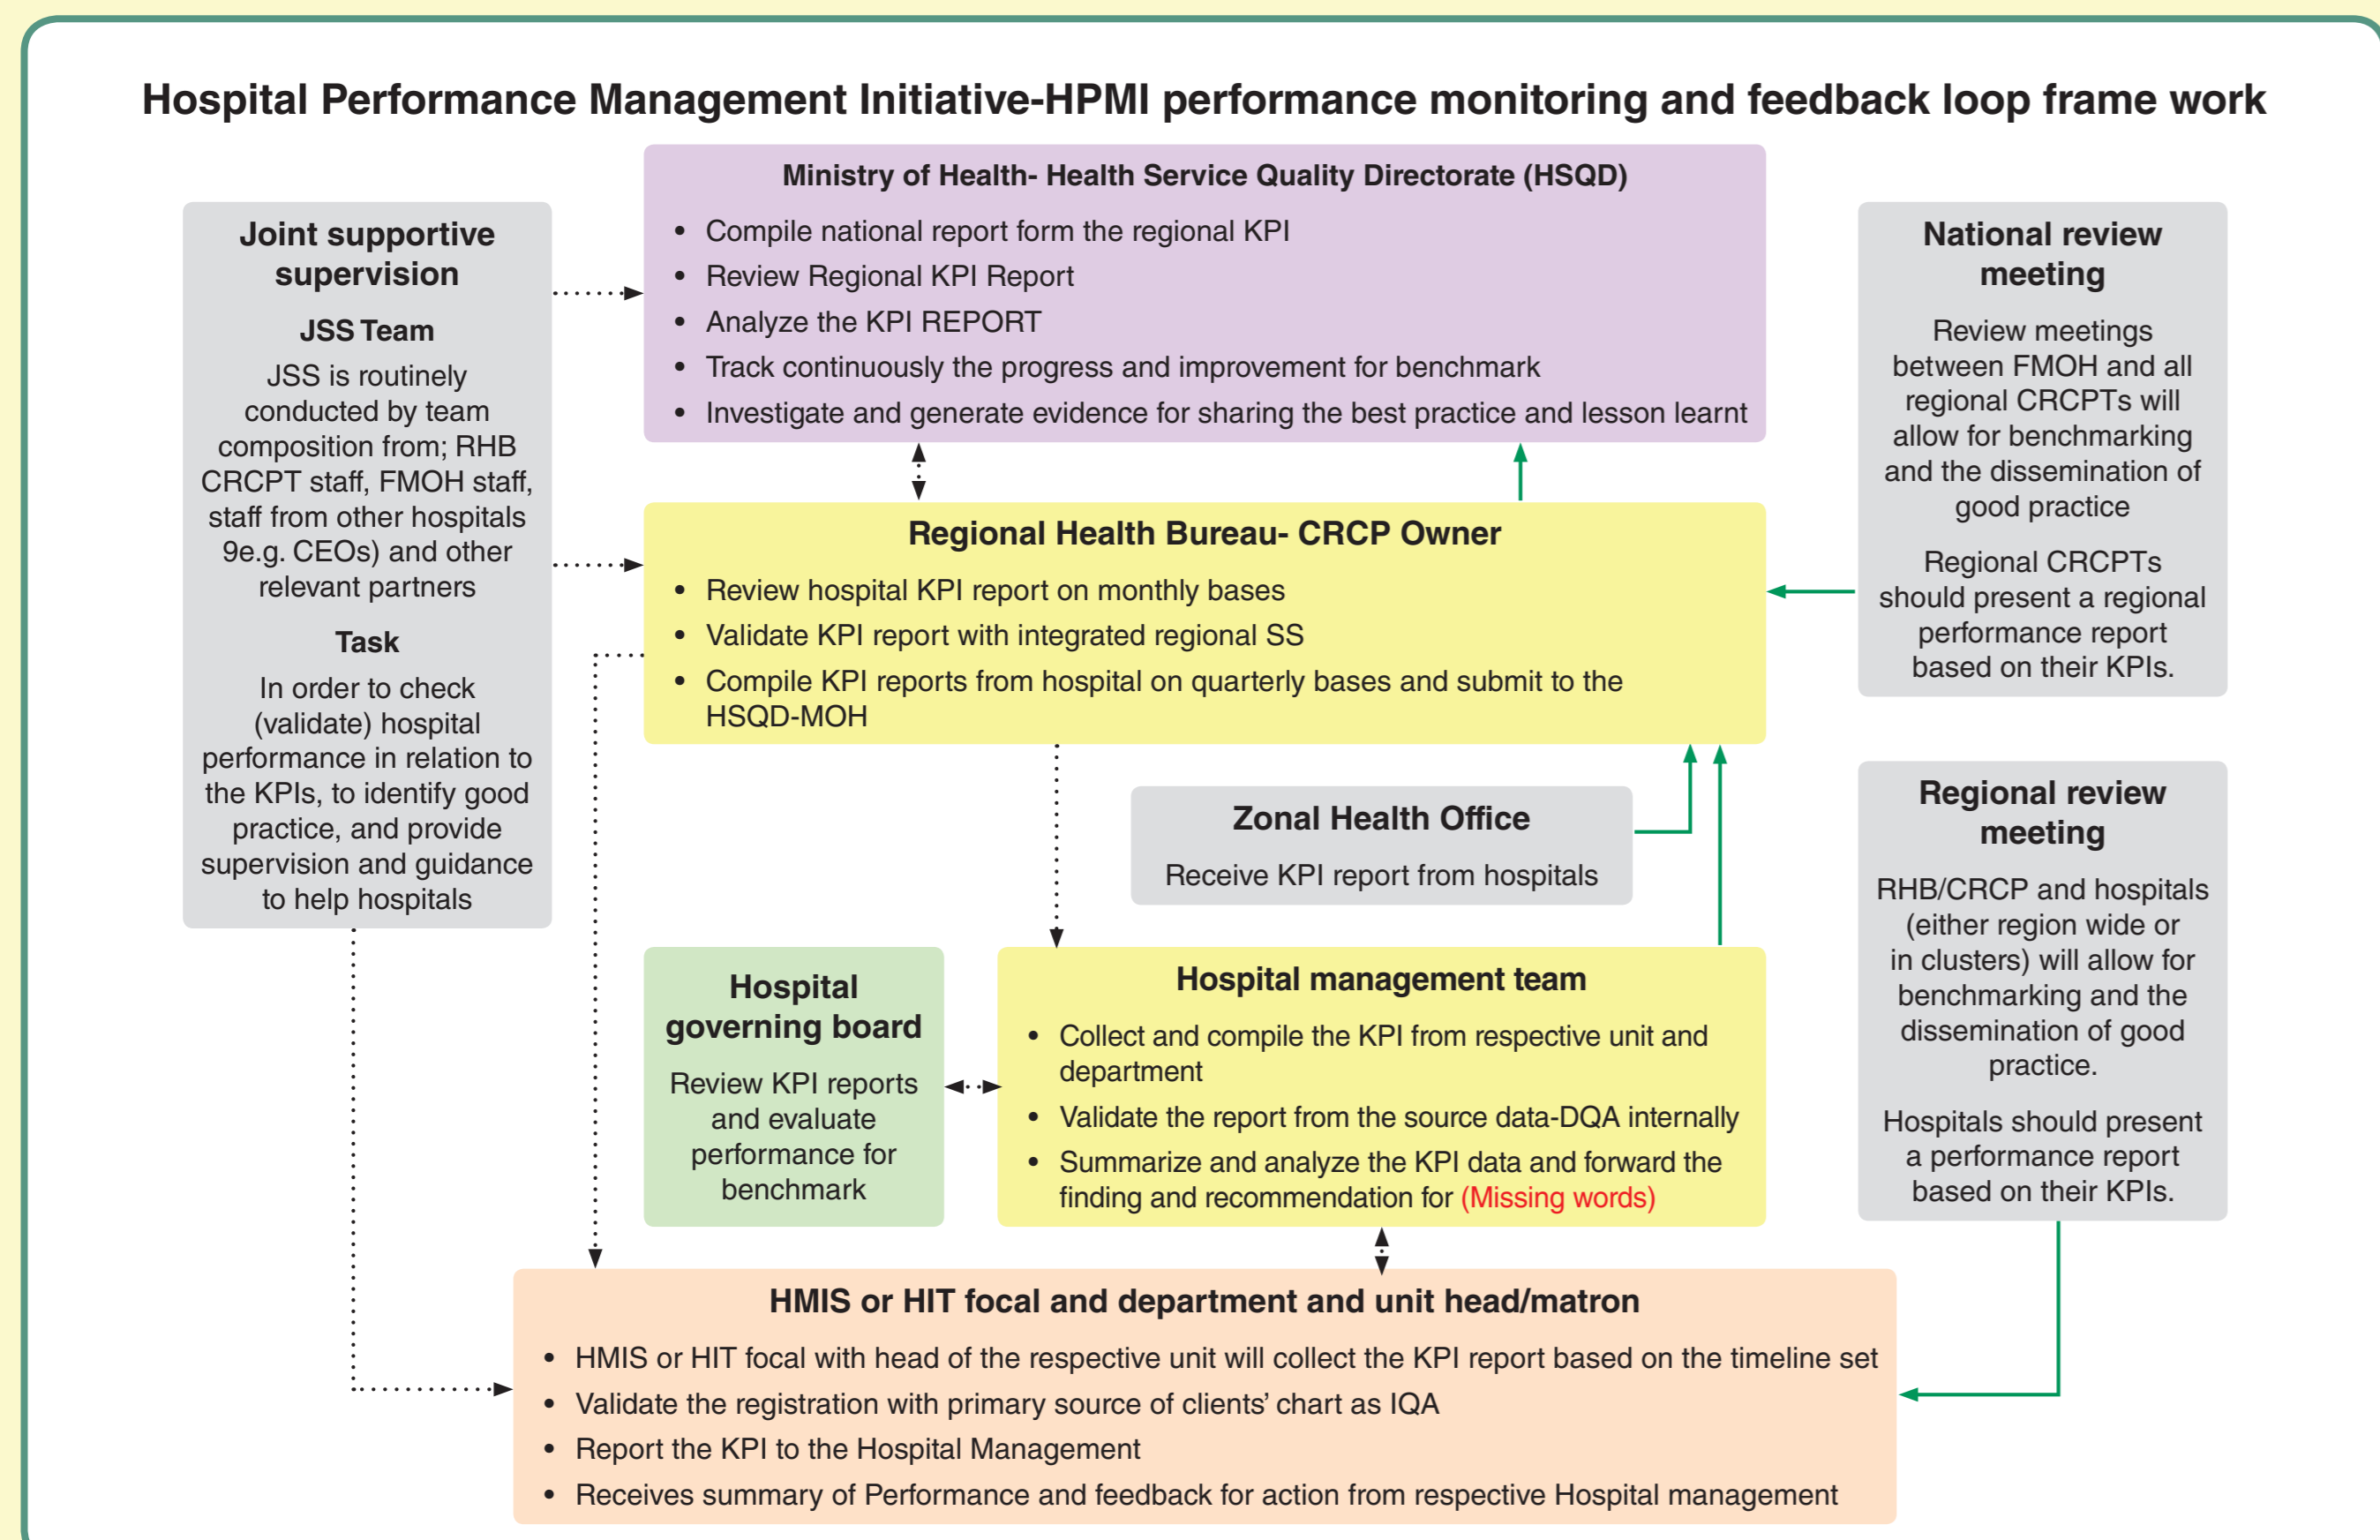 Hospital Performance Management Initiative-HPMI performance monitoring and feedback loop frame work
Ministry of Health- Health Service Quality Directorate (HSQD)
• Compile national report form the regional KPI
• Review Regional KPI Report
• Analyze the KPI REPORT
• Track continuously the progress and improvement for benchmark
• Investigate and generate evidence for sharing the best practice and lesson learnt
Joint supportive
supervision
JSS Team
JSS is routinely
conducted by team
composition from; RHB
CRCPT staff, FMOH staff,
staff from other hospitals
9e.g. CEOs) and other
relevant partners
Task
In order to check
(validate) hospital
performance in relation to
the KPIs, to identify good
practice, and provide
supervision and guidance
to help hospitals
National review
meeting
Review meetings
between FMOH and all
regional CRCPTs will
allow for benchmarking
and the dissemination of
good practice
Regional CRCPTs
should present a regional
performance report
based on their KPIs.
Regional Health Bureau- CRCP Owner
• Review hospital KPI report on monthly bases
• Validate KPI report with integrated regional SS
• Compile KPI reports from hospital on quarterly bases and submit to the
HSQD-MOH
Zonal Health Office
Receive KPI report from hospitals
Regional review
meeting
RHB/CRCP and hospitals
(either region wide or
in clusters) will allow for
benchmarking and the
dissemination of good
practice.
Hospitals should present
a performance report
based on their KPIs.
Hospital
governing board
Review KPI reports
and evaluate
performance for
benchmark
Hospital management team
• Collect and compile the KPI from respective unit and
department
• Validate the report from the source data-DQA internally
• Summarize and analyze the KPI data and forward the
finding and recommendation for (Missing words)
HMIS or HIT focal and department and unit head/matron
• HMIS or HIT focal with head of the respective unit will collect the KPI report based on the timeline set
• Validate the registration with primary source of clients’ chart as IQA
• Report the KPI to the Hospital Management
• Receives summary of Performance and feedback for action from respective Hospital management